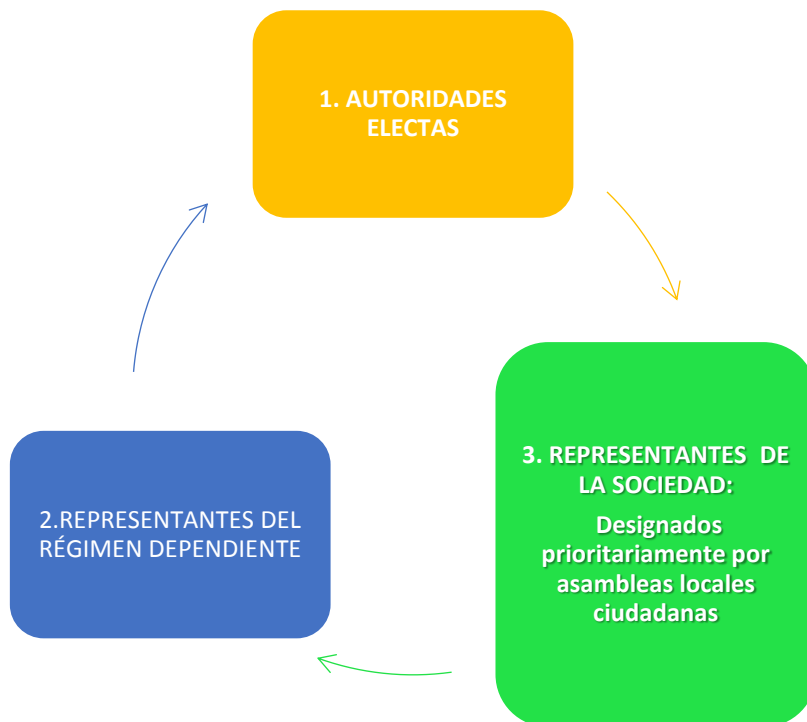 1. AUTORIDADES
ELECTAS
3. REPRESENTANTES DE
LA SOCIEDAD:
Designados
prioritariamente por
asambleas locales
ciudadanas
2.REPRESENTANTES DEL
RÉGIMEN DEPENDIENTE